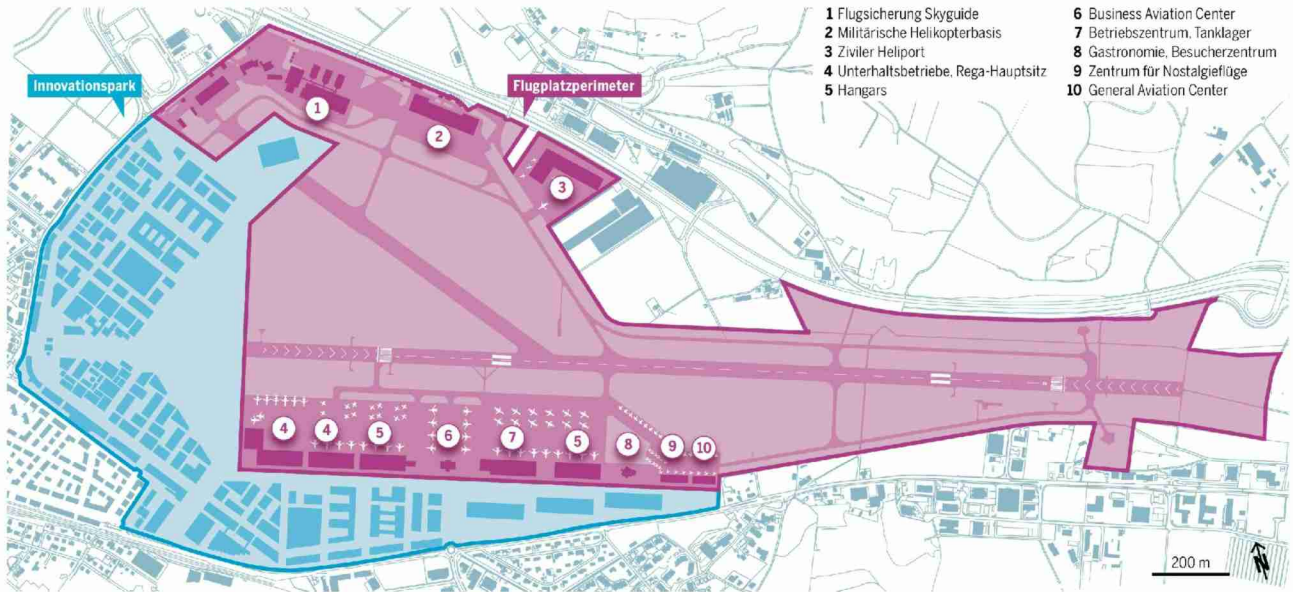 1 Flugsicherung Skyguide
2 Militärische Helikopterbasis
3 Ziviler Heliport
4 Unterhaltsbetriebe, Rega-Hauptsitz
5 Hangars
6 Business Aviation Center
7 Betriebszentrum, Tanklager
8 Gastronomie, Besucherzentrum
9 Zentrum für Nostalgieflüge
10 General Aviation Center
Innovationspark
Flugplatzperimeter
1
2
3
4
4
5
6
7
5
8
9
10
200 m
N